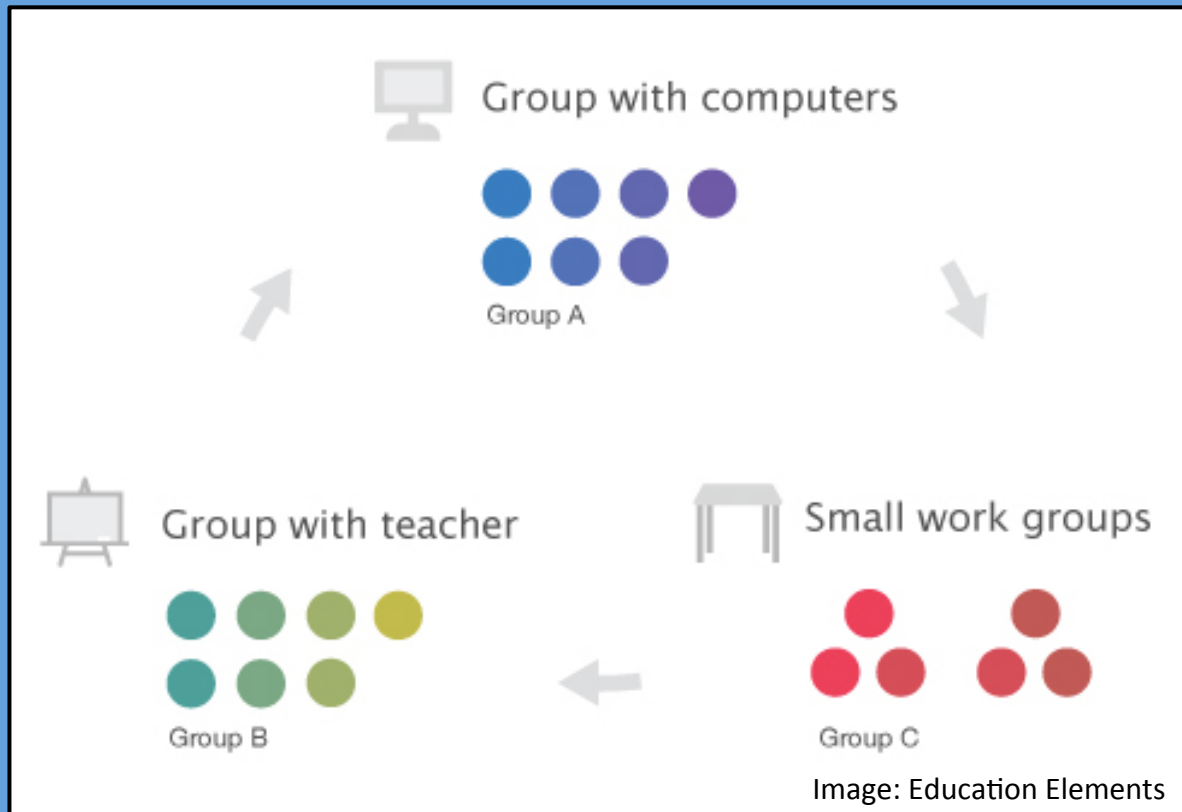 Group with computers
Group A
Group with teacher
Group B
Small work groups
Group C
Image: Education Elements